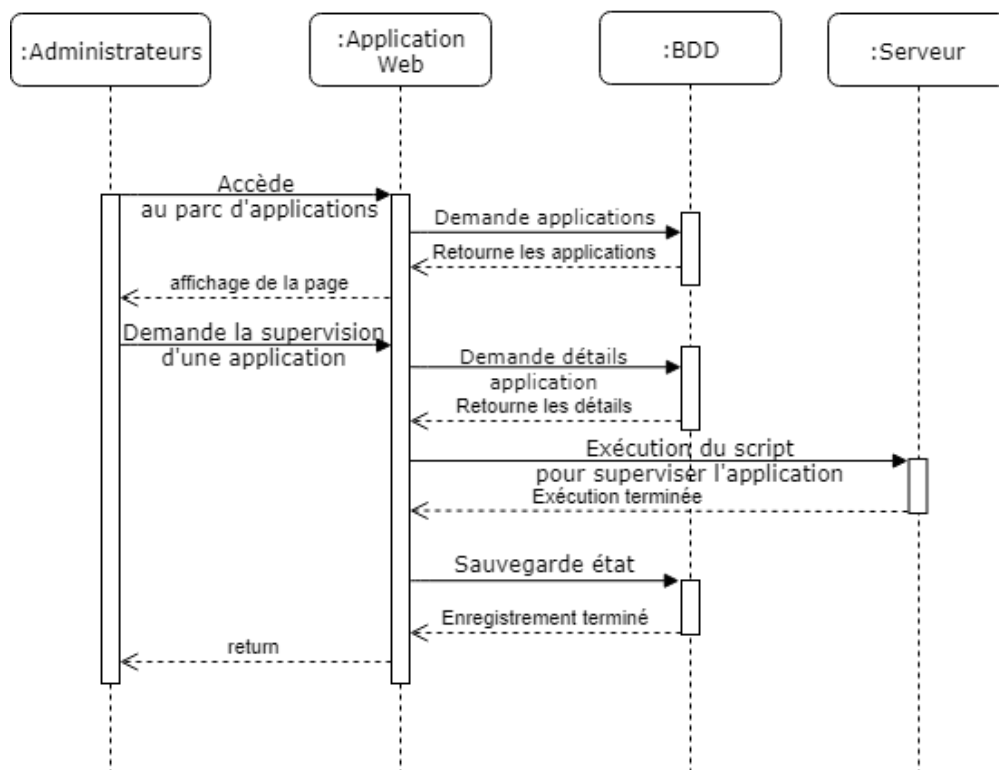 :Administrateurs
:Application
Web
:BDD
:Serveur
Accède
au parc d'applications
Demande applications
Retourne les applications
affichage de la page
Demande la supervision
d'une application
Demande détails
application
Retourne les détails
Exécution du script
pour superviser l'application
Exécution terminée
Sauvegarde état
Enregistrement terminé
return